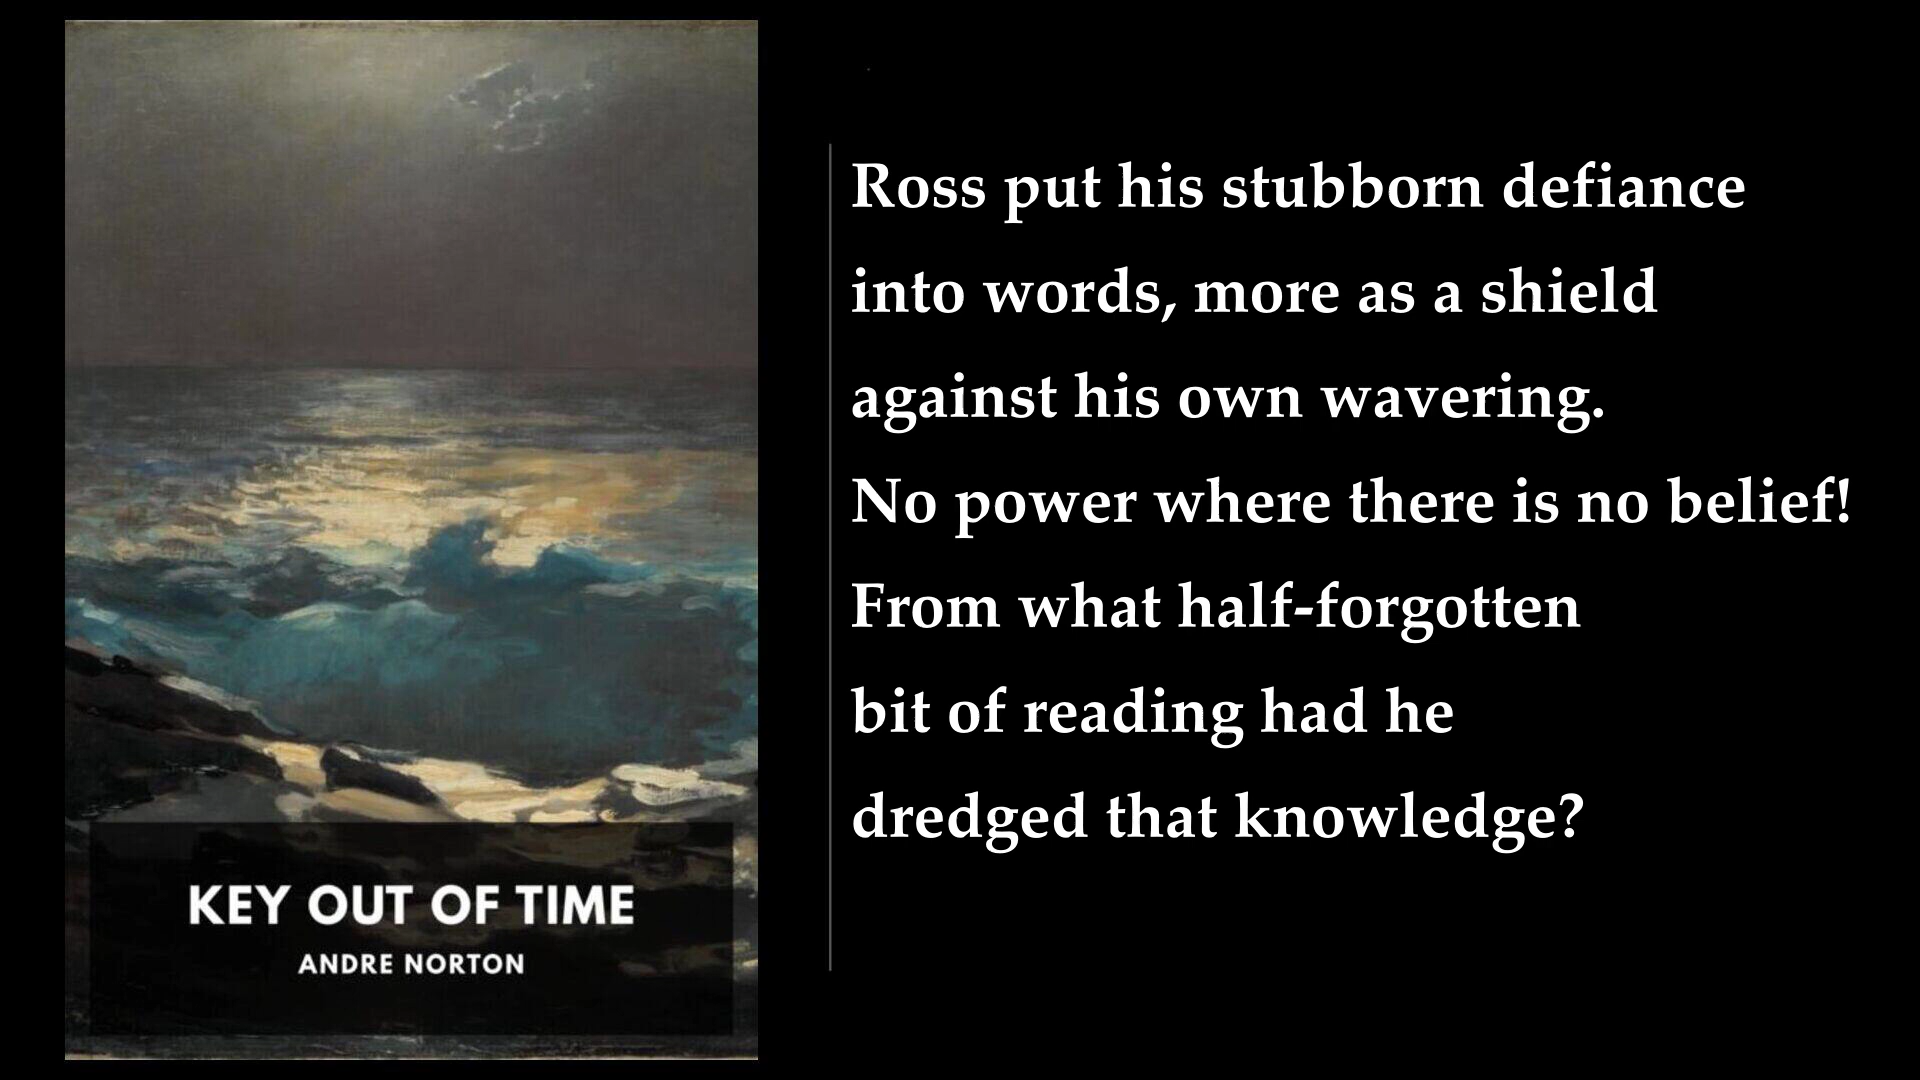 Ross put his stubborn defiance
into words, more as a shield
against his own wavering.
No power where there is no belief!
From what half-forgotten
bit of reading had he
dredged that knowledge?
KEY OUT OF TIME
ANDRE NORTON